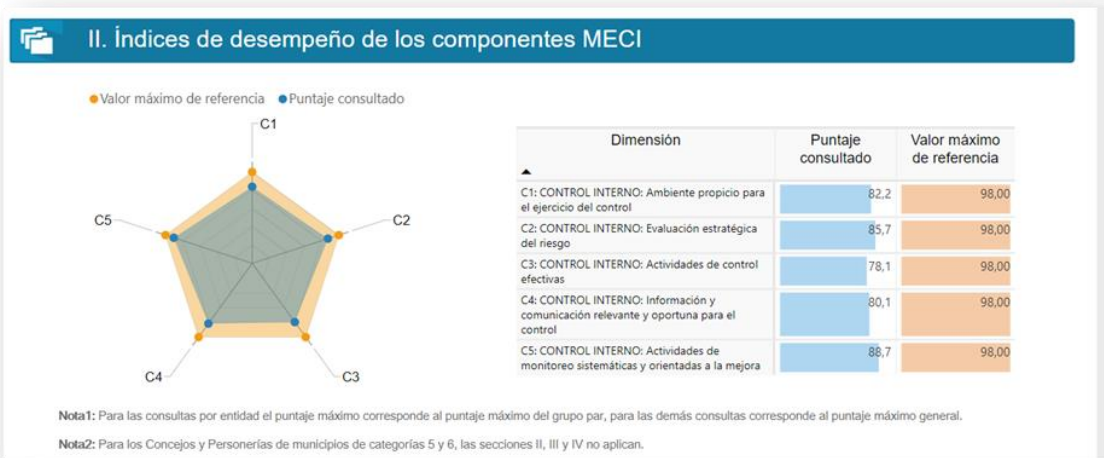 II. Índices de desempeño de los componentes MECI
Valor máximo de referencia Puntaje consultado
C1
C2
C3
C4
C5
Dimensión Puntaje consultado Valor máximo de referencia
C1: CONTROL INTERNO: Ambiente propicio para
el ejercicio del control
82,2 98,00
C2: CONTROL INTERNO: Evaluación estratégica
del riesgo
85,7 98,00
C3: CONTROL INTERNO: Actividades de control
efectivas
78,1 98,00
C4: CONTROL INTERNO: Información y
comunicación relevante y oportuna para el
control
80,1 98,00
C5: CONTROL INTERNO: Actividades de
monitoreo sistemáticas y orientadas a la mejora
88,7 98,00
Nota1: Para las consultas por entidad el puntaje máximo corresponde al puntaje máximo del grupo par, para las demás consultas corresponde al puntaje máximo general.
Nota2: Para los Concejos y Personerías de municipios de categorías 5 y 6, las secciones II, III y IV no aplican.